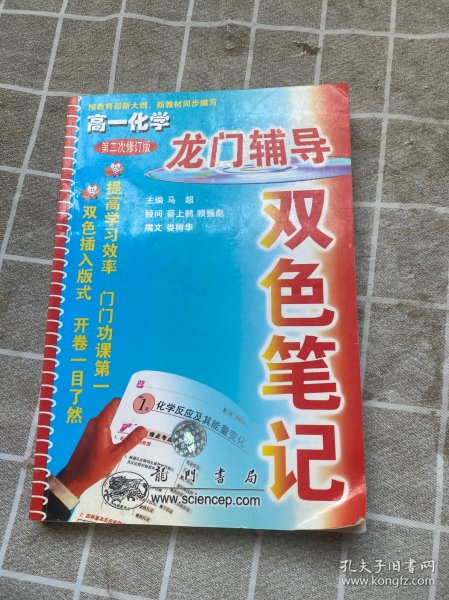 按教育部新大纲、新教材同步编写
高一化学
第二次修订版
龙门辅导
双色笔记
主编 马 超
顾问 蔡上鹤 顾振彪
撰文 娄树华
提高学习效率 门门功课第一
双色插入版式 开卷一目了然
1
化学反应及其能量变化
龍門書局
www.sciencep.com
孔夫子旧书网
www.kongfz.com